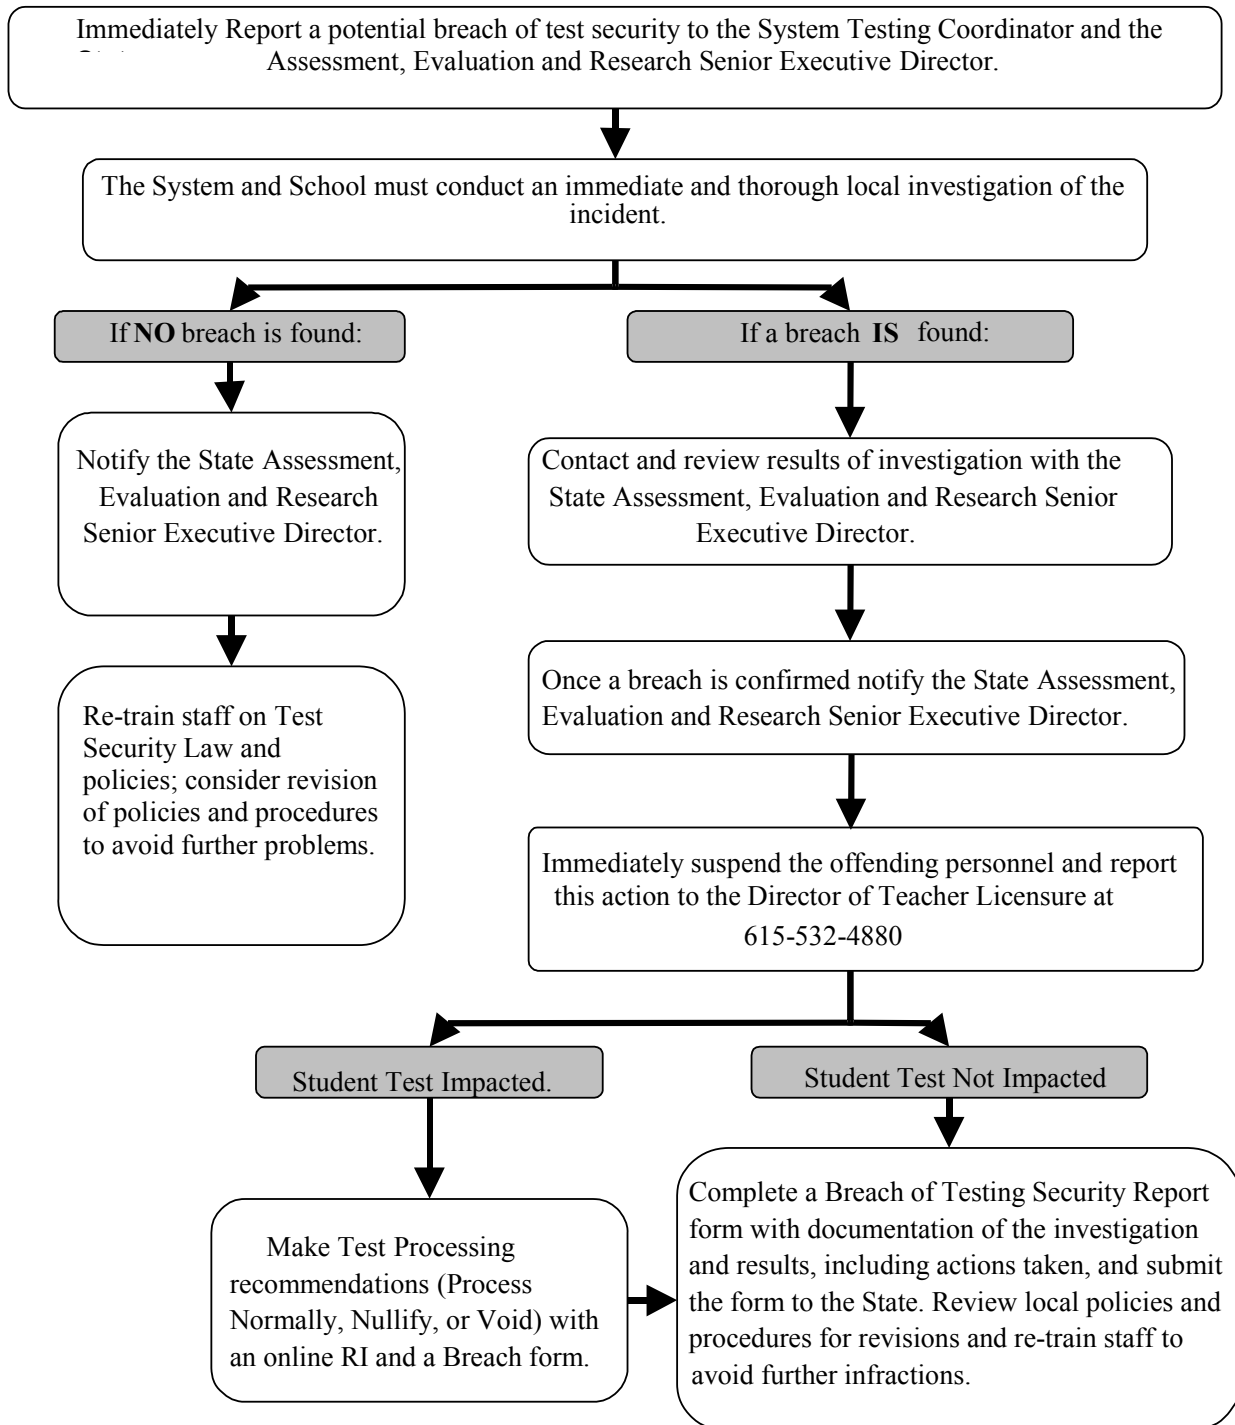 Immediately Report a potential breach of test security to the System Testing Coordinator and the
Assessment, Evaluation and Research Senior Executive Director.
The System and School must conduct an immediate and thorough local investigation of the
incident.
If NO breach is found:
If a breach IS found:
Notify the State Assessment,
Evaluation and Research
Senior Executive Director.
Contact and review results of investigation with the
State Assessment, Evaluation and Research Senior
Executive Director.
Re-train staff on Test
Security Law and
policies; consider revision
of policies and procedures
to avoid further problems.
Once a breach is confirmed notify the State Assessment,
Evaluation and Research Senior Executive Director.
Immediately suspend the offending personnel and report
this action to the Director of Teacher Licensure at
615-532-4880
Student Test Impacted.
Student Test Not Impacted
Make Test Processing
recommendations (Process
Normally, Nullify, or Void) with
an online RI and a Breach form.
Complete a Breach of Testing Security Report
form with documentation of the investigation
and results, including actions taken, and submit
the form to the State. Review local policies and
procedures for revisions and re-train staff to
avoid further infractions.